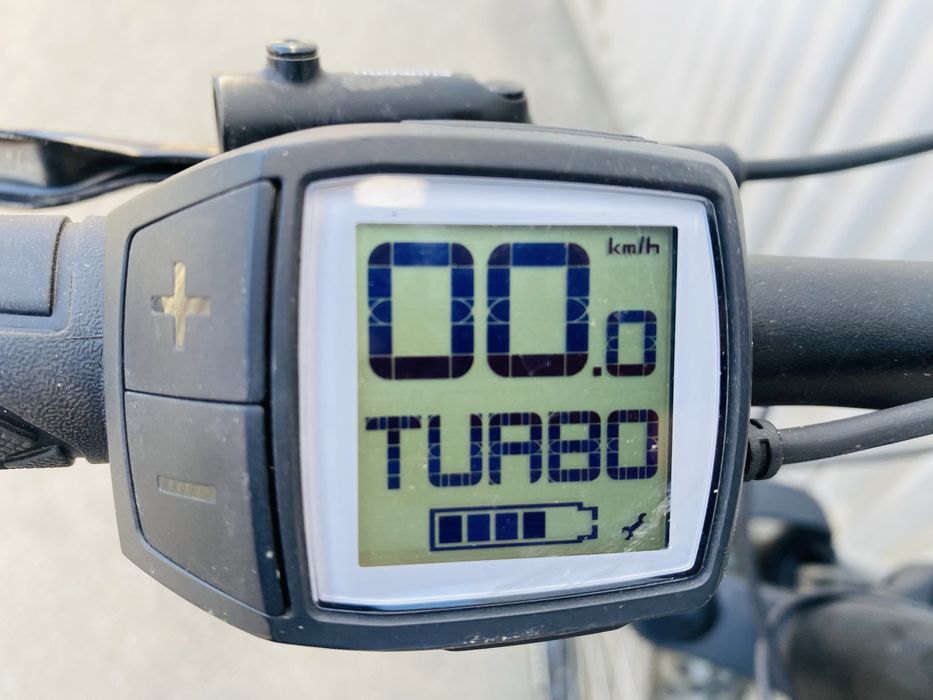 00.0 km/h
TURBO
+
-